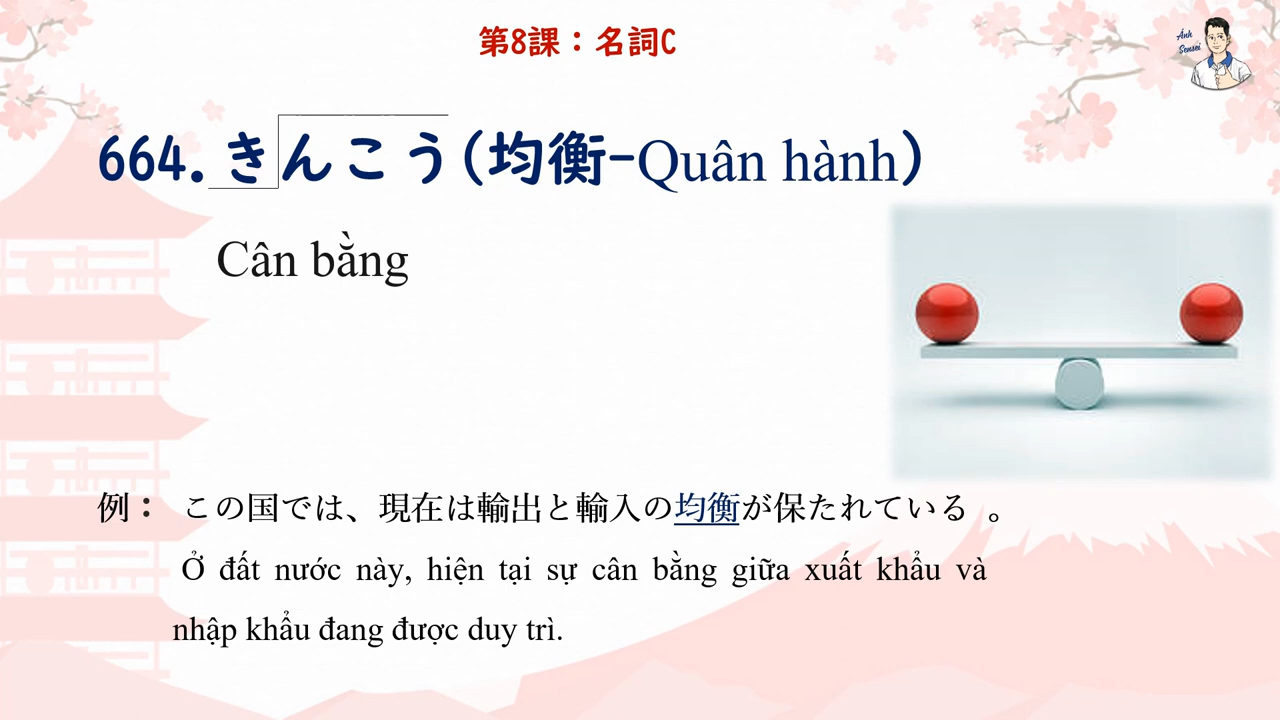 第8課：名詞C
Anh
Sensei
664.きんこう(均衡-Quân hành)
Cân bằng
例： この国では、現在は輸出と輸入の均衡が保たれている 。
Ở đất nước này, hiện tại sự cân bằng giữa xuất khẩu và
nhập khẩu đang được duy trì.